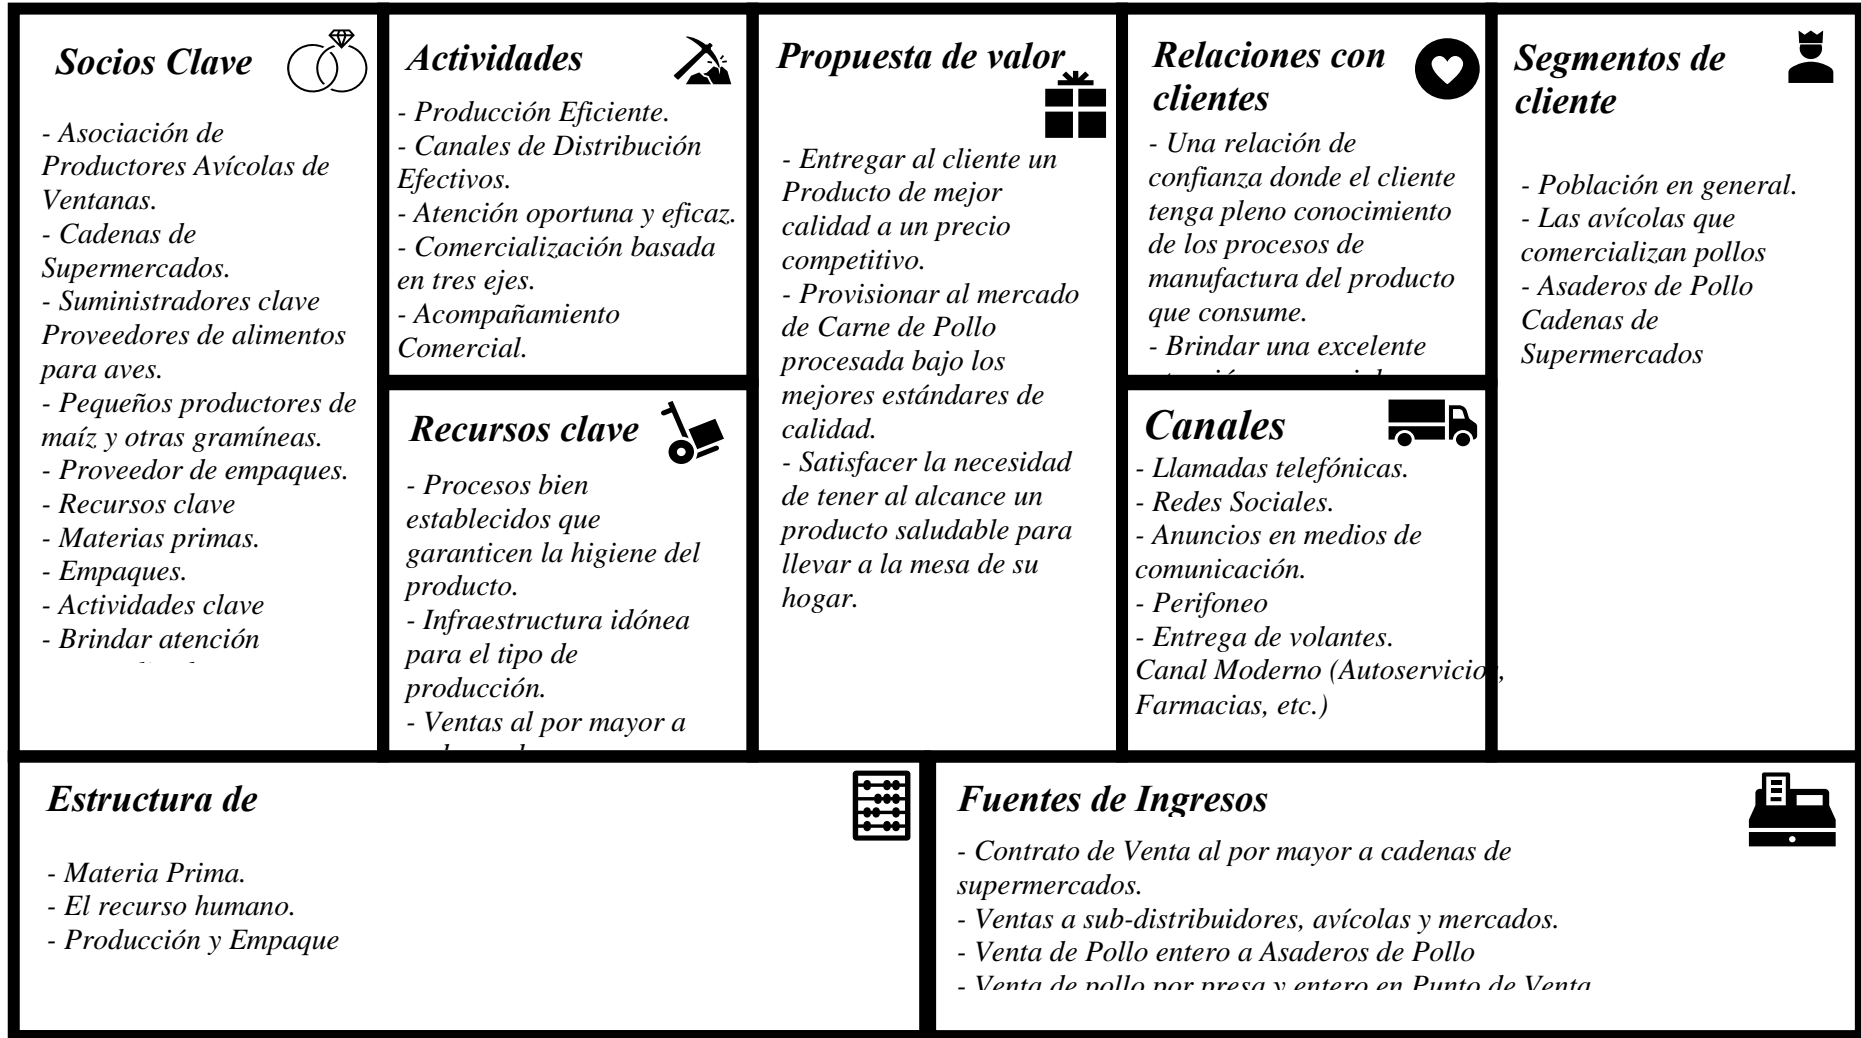 Socios Clave
- Asociación de
Productores Avícolas de
Ventanas.
- Cadenas de
Supermercados.
- Suministradores clave
Proveedores de alimentos
para aves.
- Pequeños productores de
maíz y otras gramíneas.
- Proveedor de empaques.
- Recursos clave
- Materias primas.
- Empaques.
- Actividades clave
- Brindar atención
Actividades
- Producción Eficiente.
- Canales de Distribución
Efectivos.
- Atención oportuna y eficaz.
- Comercialización basada
en tres ejes.
- Acompañamiento
Comercial.
Recursos clave
- Procesos bien
establecidos que
garanticen la higiene del
producto.
- Infraestructura idónea
para el tipo de
producción.
- Ventas al por mayor a
Propuesta de valor
- Entregar al cliente un
Producto de mejor
calidad a un precio
competitivo.
- Provisionar al mercado
de Carne de Pollo
procesada bajo los
mejores estándares de
calidad.
- Satisfacer la necesidad
de tener al alcance un
producto saludable para
llevar a la mesa de su
hogar.
Relaciones con
clientes
- Una relación de
confianza donde el cliente
tenga pleno conocimiento
de los procesos de
manufactura del producto
que consume.
- Brindar una excelente
Canales
- Llamadas telefónicas.
- Redes Sociales.
- Anuncios en medios de
comunicación.
- Perifoneo
- Entrega de volantes.
Canal Moderno (Autoservicios,
Farmacias, etc.)
Segmentos de
cliente
- Población en general.
- Las avícolas que
comercializan pollos
- Asaderos de Pollo
Cadenas de
Supermercados
Estructura de
- Materia Prima.
- El recurso humano.
- Producción y Empaque
Fuentes de Ingresos
- Contrato de Venta al por mayor a cadenas de
supermercados.
- Ventas a sub-distribuidores, avícolas y mercados.
- Venta de Pollo entero a Asaderos de Pollo
- Venta de pollo por presa y entero en Punto de Venta